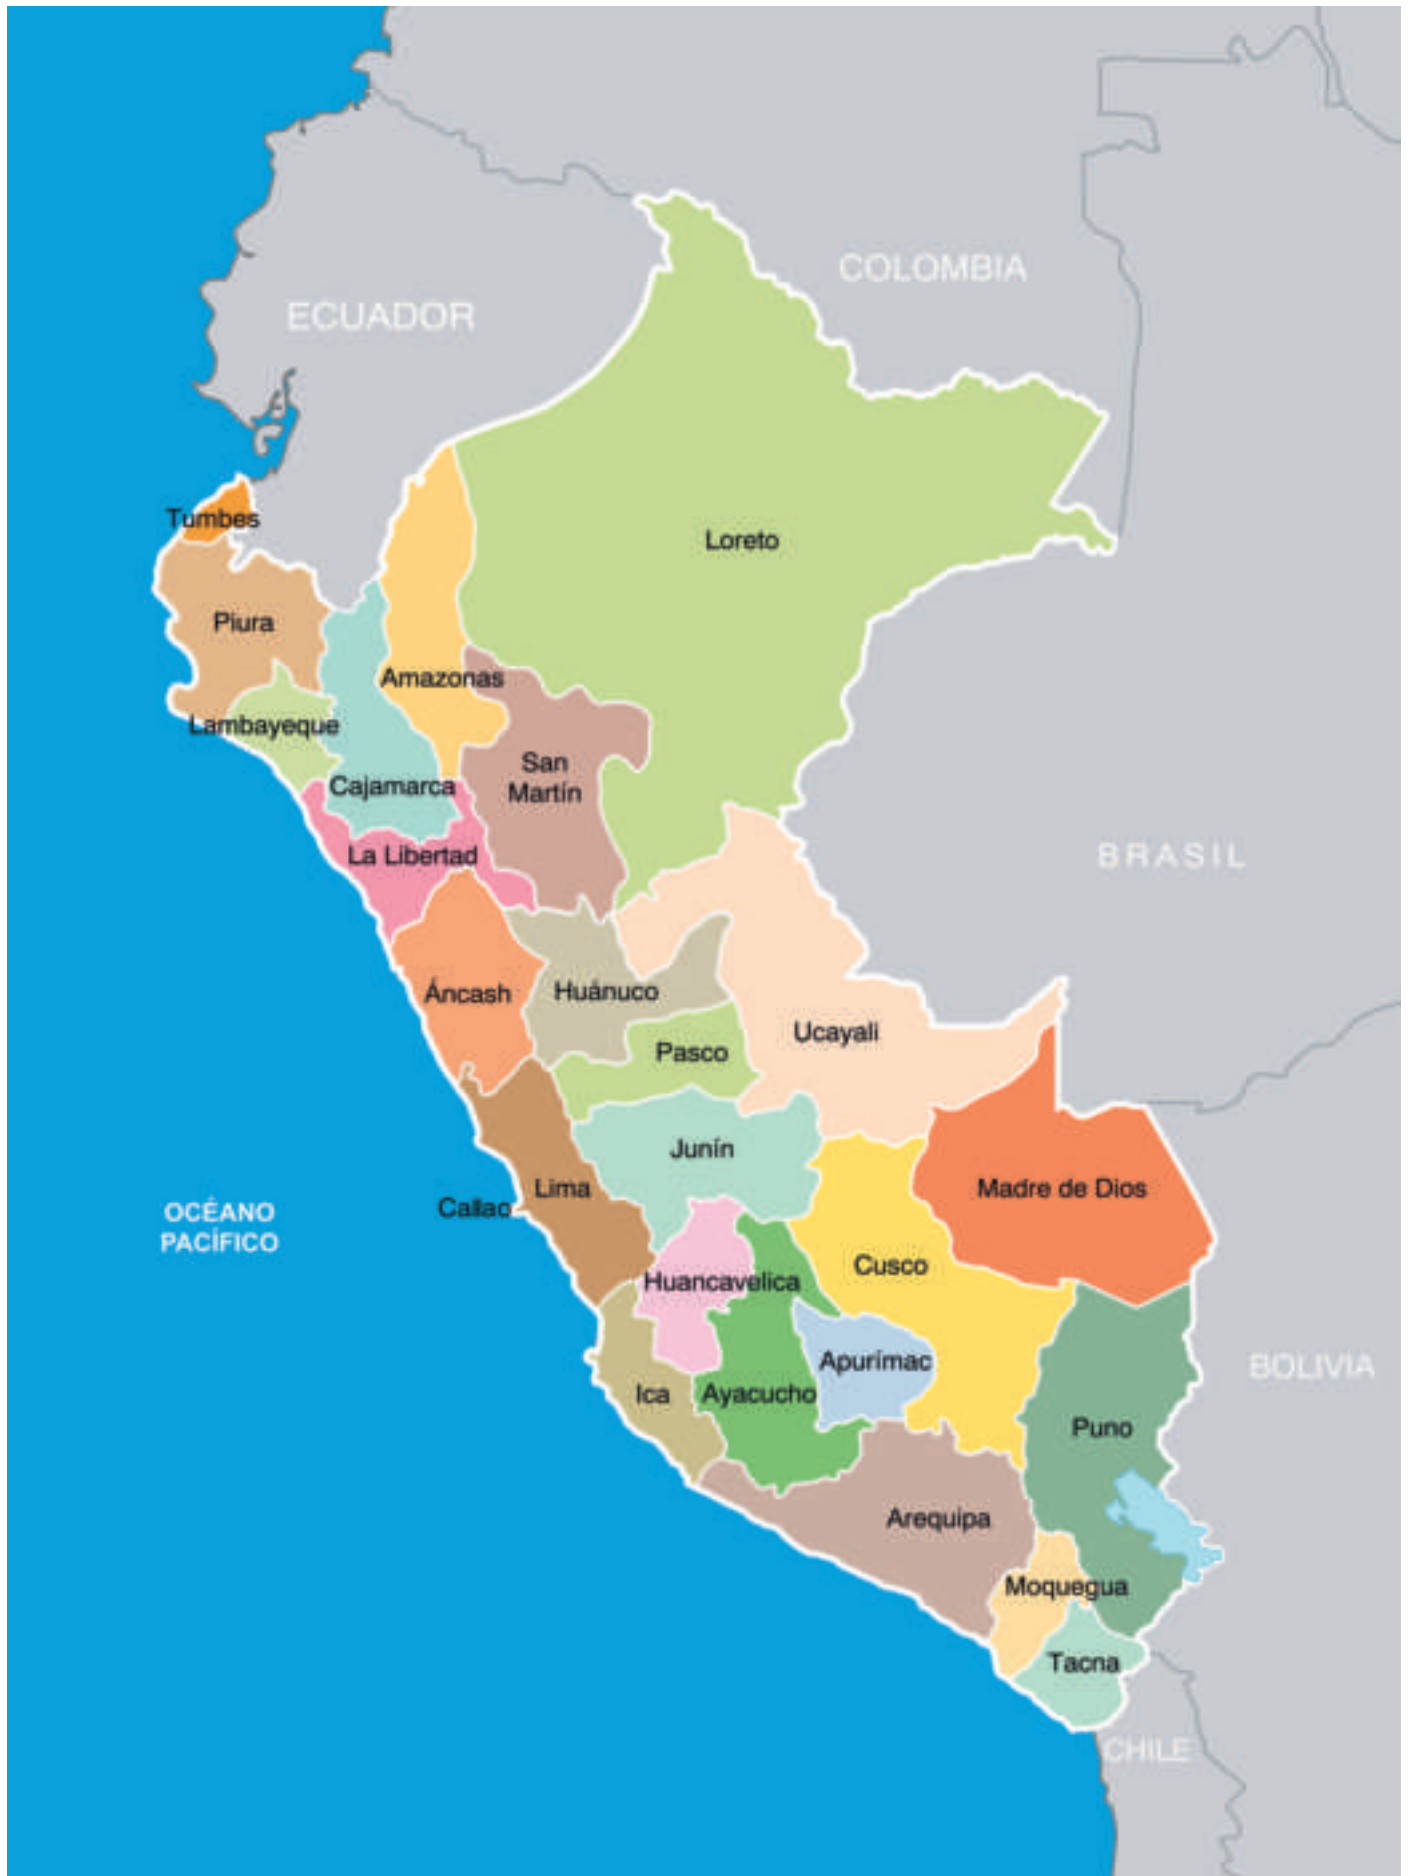 COLOMBIA
ECUADOR
Tumbes
Loreto
Piura
Amazonas
Lambayeque
San
Martín
Cajamarca
La Libertad
BRASIL
Áncash
Huánuco
Ucayali
Pasco
Junín
Lima
Madre de Dios
Callao
OCÉANO
PACÍFICO
Cusco
Huancavelica
Apurímac
BOLIVIA
Ica
Ayacucho
Puno
Arequipa
Moquegua
Tacna
CHILE